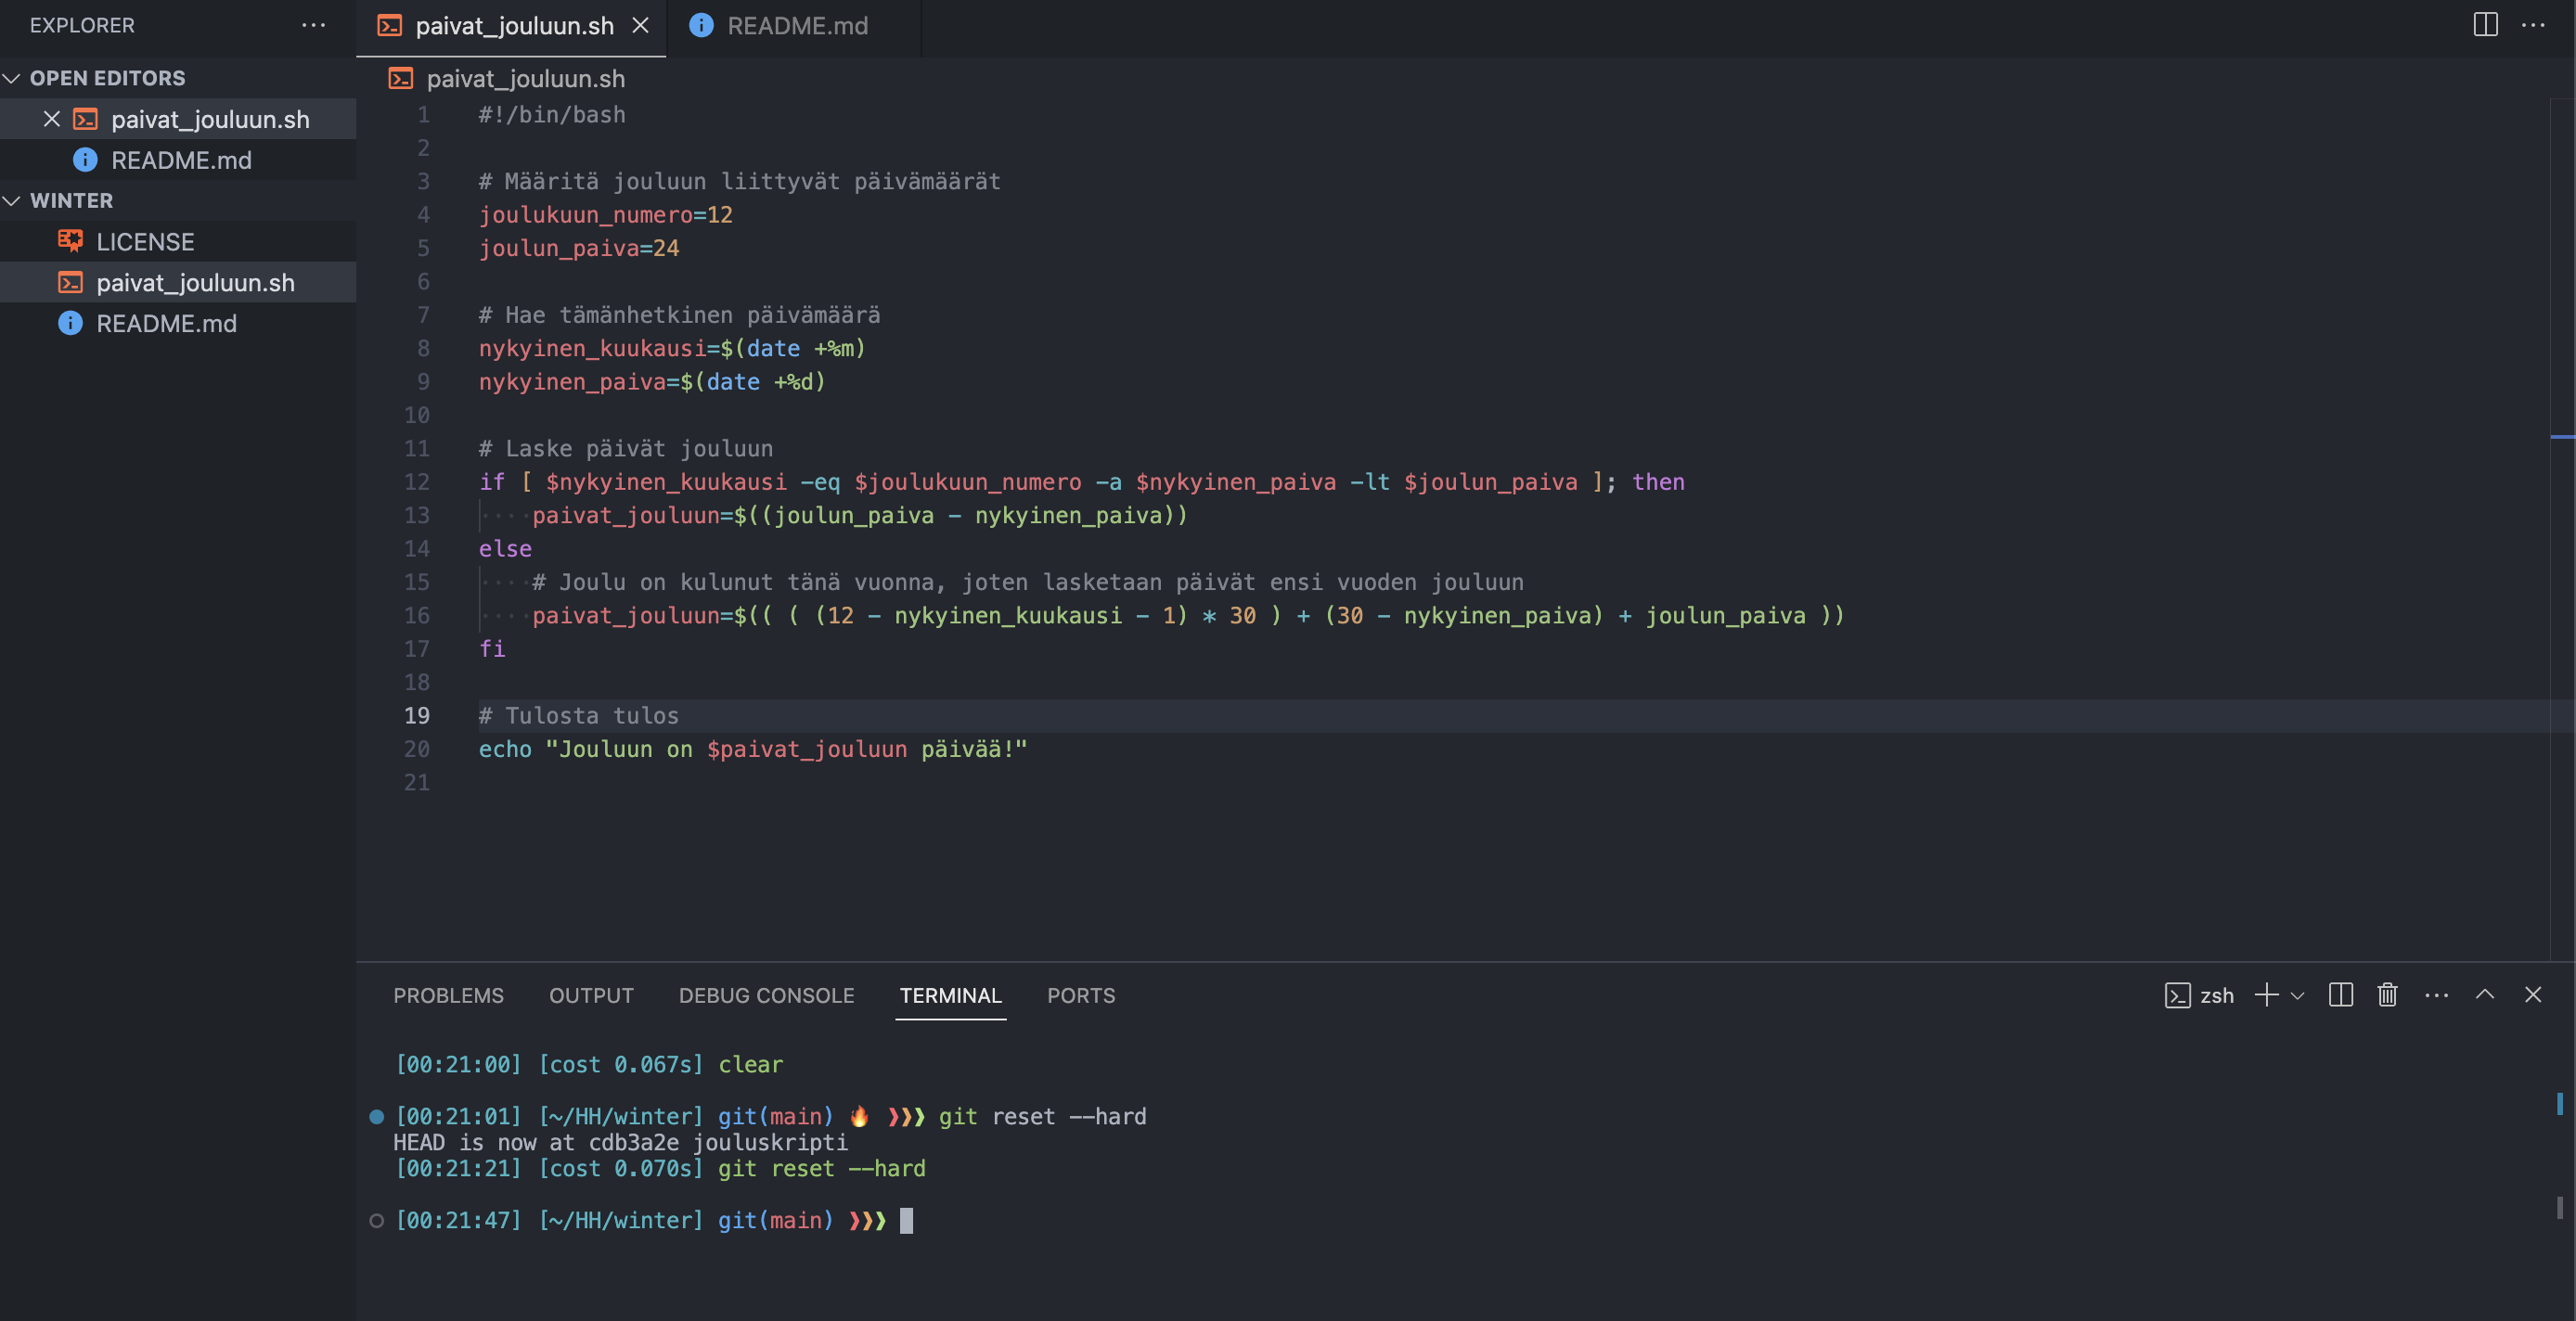 EXPLORER
OPEN EDITORS
paivat_jouluun.sh
README.md
WINTER
LICENSE
paivat_jouluun.sh
README.md
paivat_jouluun.sh
README.md
paivat_jouluun.sh
1 #!/bin/bash
2
3 # Määritä jouluun liittyvät päivämäärät
4 joulukuun_numero=12
5 joulun_paiva=24
6
7 # Hae tämänhetkinen päivämäärä
8 nykyinen_kuukausi=$(date +%m)
9 nykyinen_paiva=$(date +%d)
10
11 # Laske päivät jouluun
12 if [ $nykyinen_kuukausi -eq $joulukuun_numero -a $nykyinen_paiva -lt $joulun_paiva ]; then
13 ····paivat_jouluun=$((joulun_paiva - nykyinen_paiva))
14 else
15 ····# Joulu on kulunut tänä vuonna, joten lasketaan päivät ensi vuoden jouluun
16 ····paivat_jouluun=$(( ( (12 - nykyinen_kuukausi - 1) * 30 ) + (30 - nykyinen_paiva) + joulun_paiva ))
17 fi
18
19 # Tulosta tulos
20 echo "Jouluun on $paivat_jouluun päivää!"
21
PROBLEMS OUTPUT DEBUG CONSOLE TERMINAL PORTS
zsh
[00:21:00] [cost 0.067s] clear
[00:21:01] [~/HH/winter] git(main) 🔥 ❯❯❯ git reset --hard
HEAD is now at cdb3a2e jouluskripti
[00:21:21] [cost 0.070s] git reset --hard
[00:21:47] [~/HH/winter] git(main) ❯❯❯